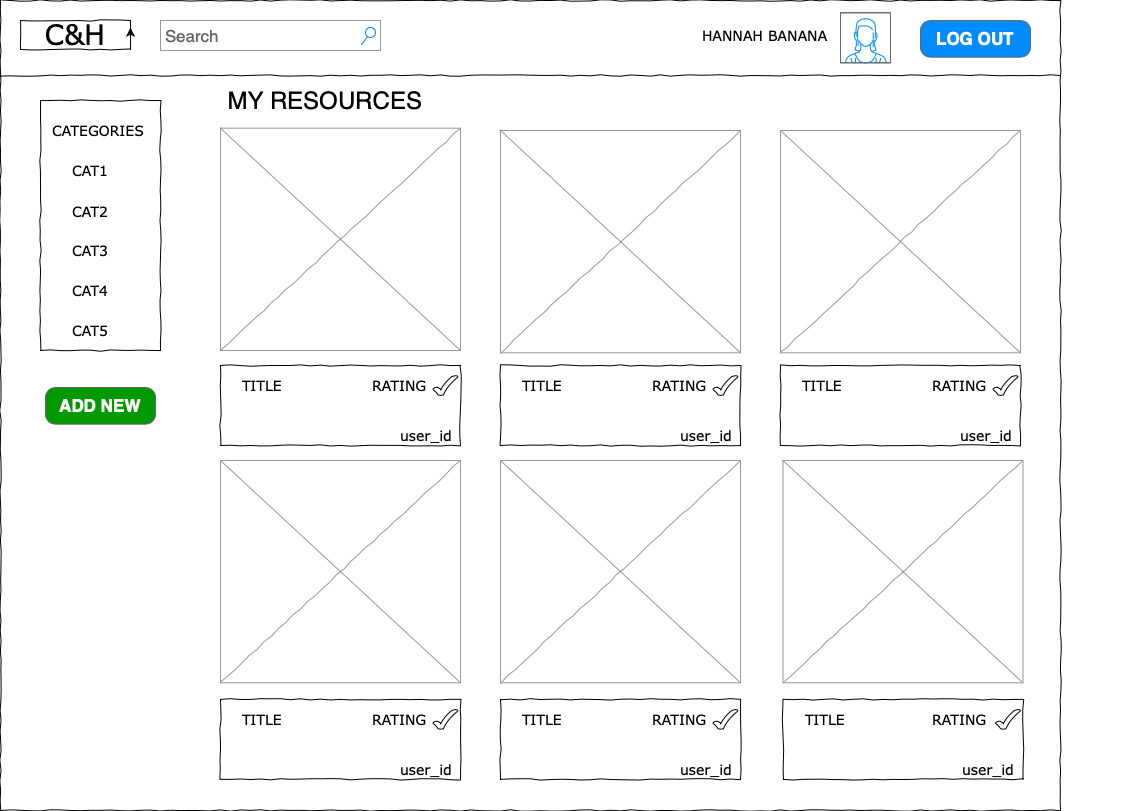 C&H
Search
HANNAH BANANA
LOG OUT
MY RESOURCES
CATEGORIES
CAT1
CAT2
CAT3
CAT4
CAT5
ADD NEW
TITLE RATING
user_id
TITLE RATING
user_id
TITLE RATING
user_id
TITLE RATING
user_id
TITLE RATING
user_id
TITLE RATING
user_id